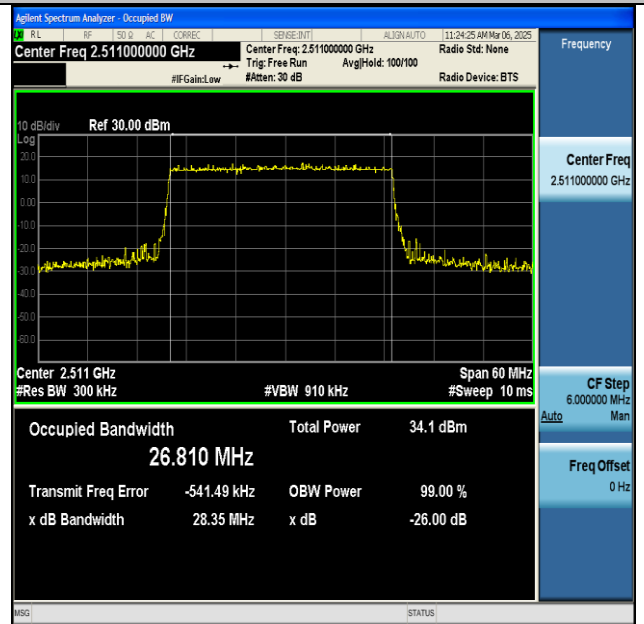 Agilent Spectrum Analyzer - Occupied BW
LXI RL RF 50 Ω AC CORREC SENSE:INT ALIGN AUTO 11:24:25 AM Mar 06, 2025
Center Freq 2.511000000 GHz
Center Freq: 2.511000000 GHz
Radio Std: None
Trig: Free Run Avg|Hold: 100/100
#IFGain:Low #Atten: 30 dB Radio Device: BTS
Frequency
10 dB/div Ref 30.00 dBm
Log
20.0
10.0
0.00
-10.0
-20.0
-30.0
-40.0
-50.0
-60.0
Center 2.511 GHz Span 60 MHz
#Res BW 300 kHz #VBW 910 kHz #Sweep 10 ms
Occupied Bandwidth Total Power 34.1 dBm
26.810 MHz
Transmit Freq Error -541.49 kHz OBW Power 99.00 %
x dB Bandwidth 28.35 MHz x dB -26.00 dB
Center Freq
2.511000000 GHz
CF Step
6.000000 MHz
Auto Man
Freq Offset
0 Hz
MSG STATUS